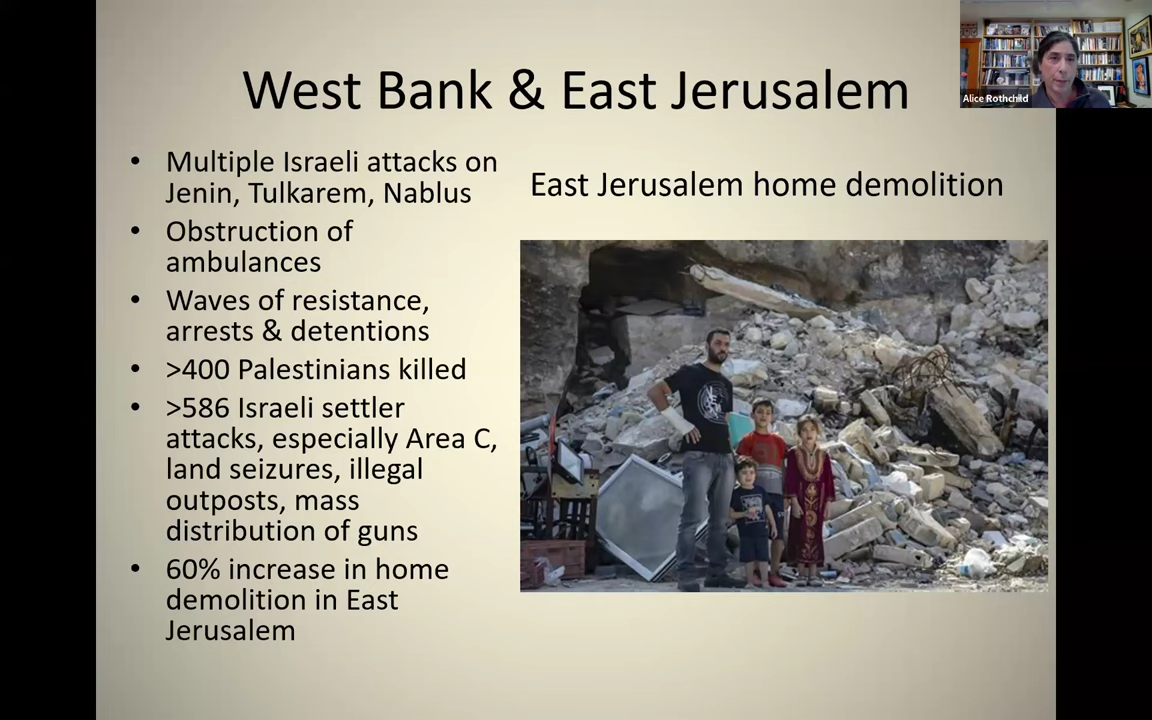 West Bank & East Jerusalem
Alice Rothchild
• Multiple Israeli attacks on
Jenin, Tulkarem, Nablus
• Obstruction of
ambulances
• Waves of resistance,
arrests & detentions
• >400 Palestinians killed
• >586 Israeli settler
attacks, especially Area C,
land seizures, illegal
outposts, mass
distribution of guns
• 60% increase in home
demolition in East
Jerusalem
East Jerusalem home demolition